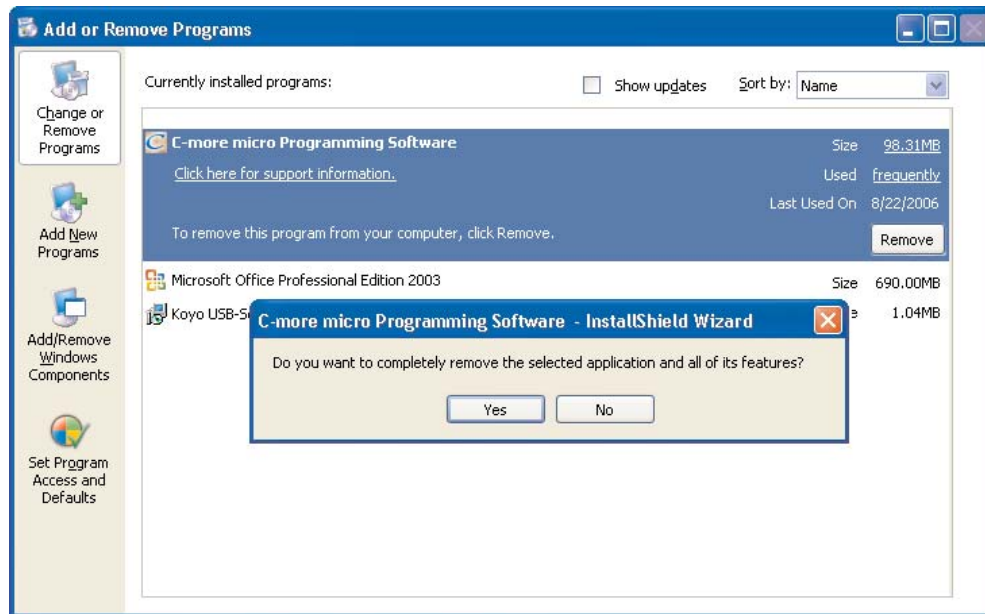 Add or Remove Programs
Currently installed programs:
Show updates
Sort by: Name
Change or
Remove
Programs
Add New
Programs
Add/Remove
Windows
Components
Set Program
Access and
Defaults
C-more micro Programming Software
Size 98.31MB
Click here for support information.
Used frequently
Last Used On 8/22/2006
To remove this program from your computer, click Remove.
Remove
Microsoft Office Professional Edition 2003
Size 690.00MB
Koyo
1.04MB
C-more micro Programming Software - InstallShield Wizard
Do you want to completely remove the selected application and all of its features?
Yes
No